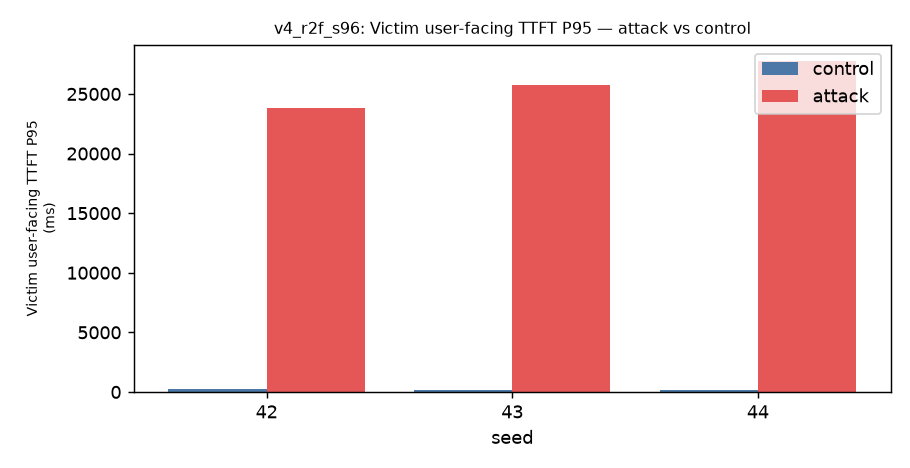 v4_r2f_s96: Victim user-facing TTFT P95 — attack vs control
Victim user-facing TTFT P95
(ms)
25000
20000
15000
10000
5000
0
control
attack
42 43 44
seed